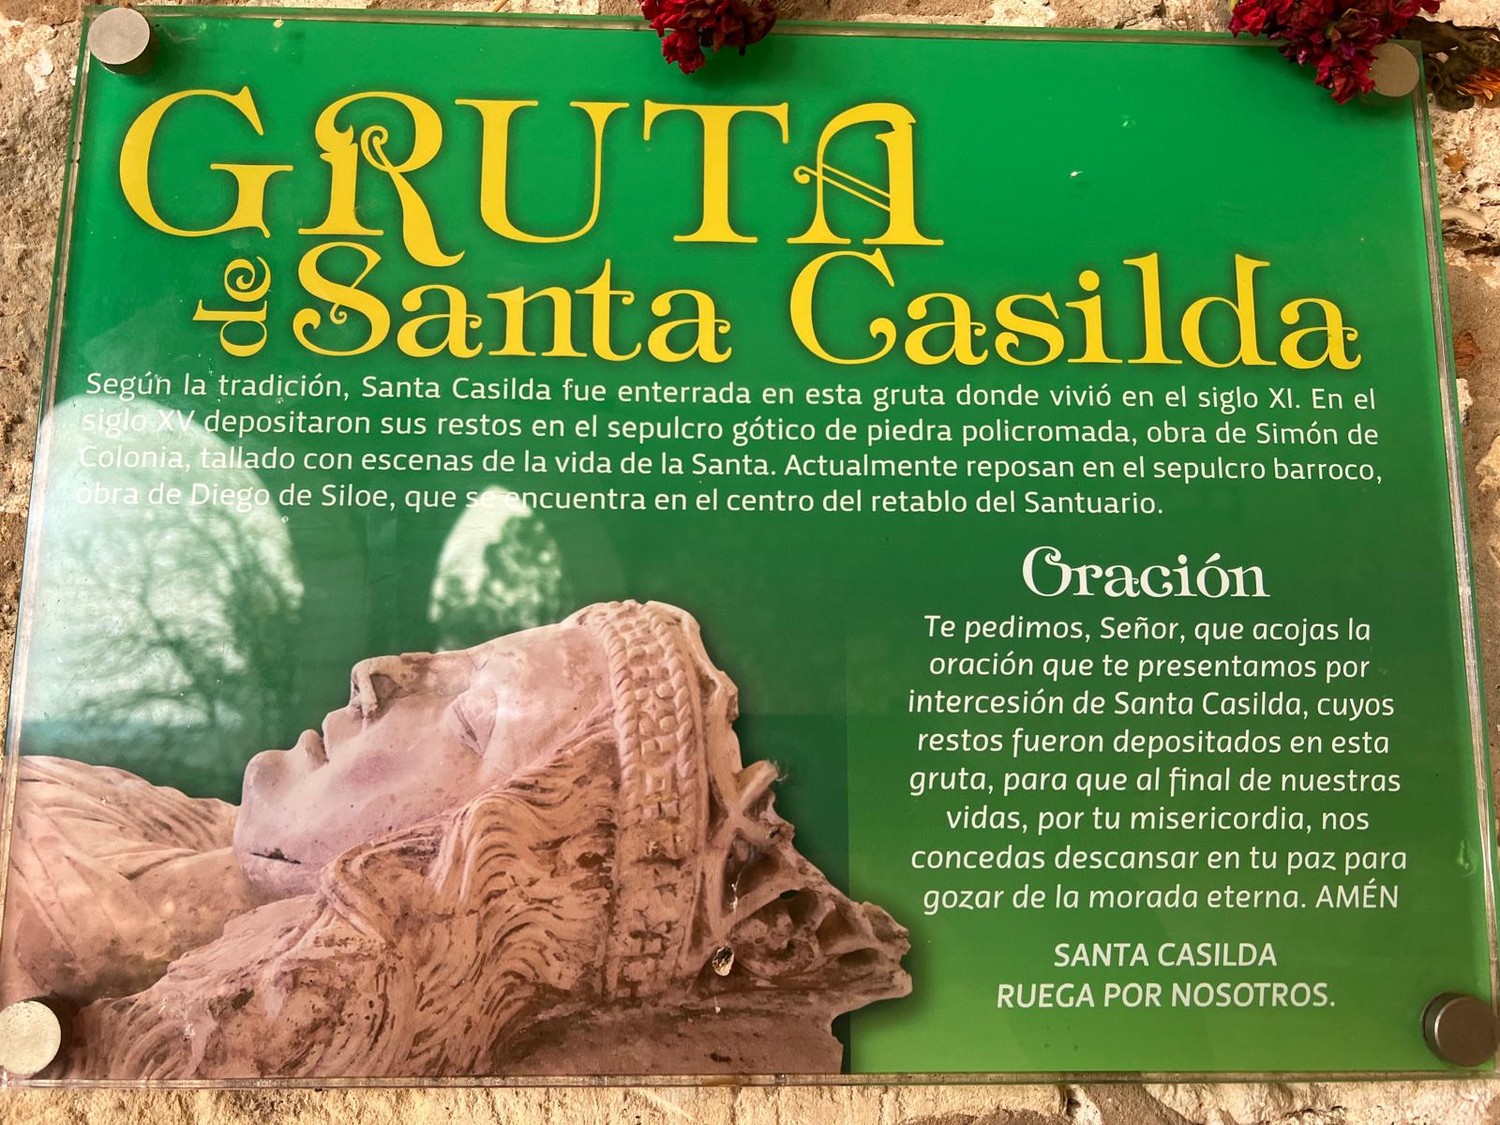 GRUTA
de Santa Casilda
Según la tradición, Santa Casilda fue enterrada en esta gruta donde vivió en el siglo XI. En el
siglo XV depositaron sus restos en el sepulcro gótico de piedra policromada, obra de Simón de
Colonia, tallado con escenas de la vida de la Santa. Actualmente reposan en el sepulcro barroco,
obra de Diego de Siloe, que se encuentra en el centro del retablo del Santuario.
Oración
Te pedimos, Señor, que acojas la
oración que te presentamos por
intercesión de Santa Casilda, cuyos
restos fueron depositados en esta
gruta, para que al final de nuestras
vidas, por tu misericordia, nos
concedas descansar en tu paz para
gozar de la morada eterna. AMÉN
SANTA CASILDA
RUEGA POR NOSOTROS.